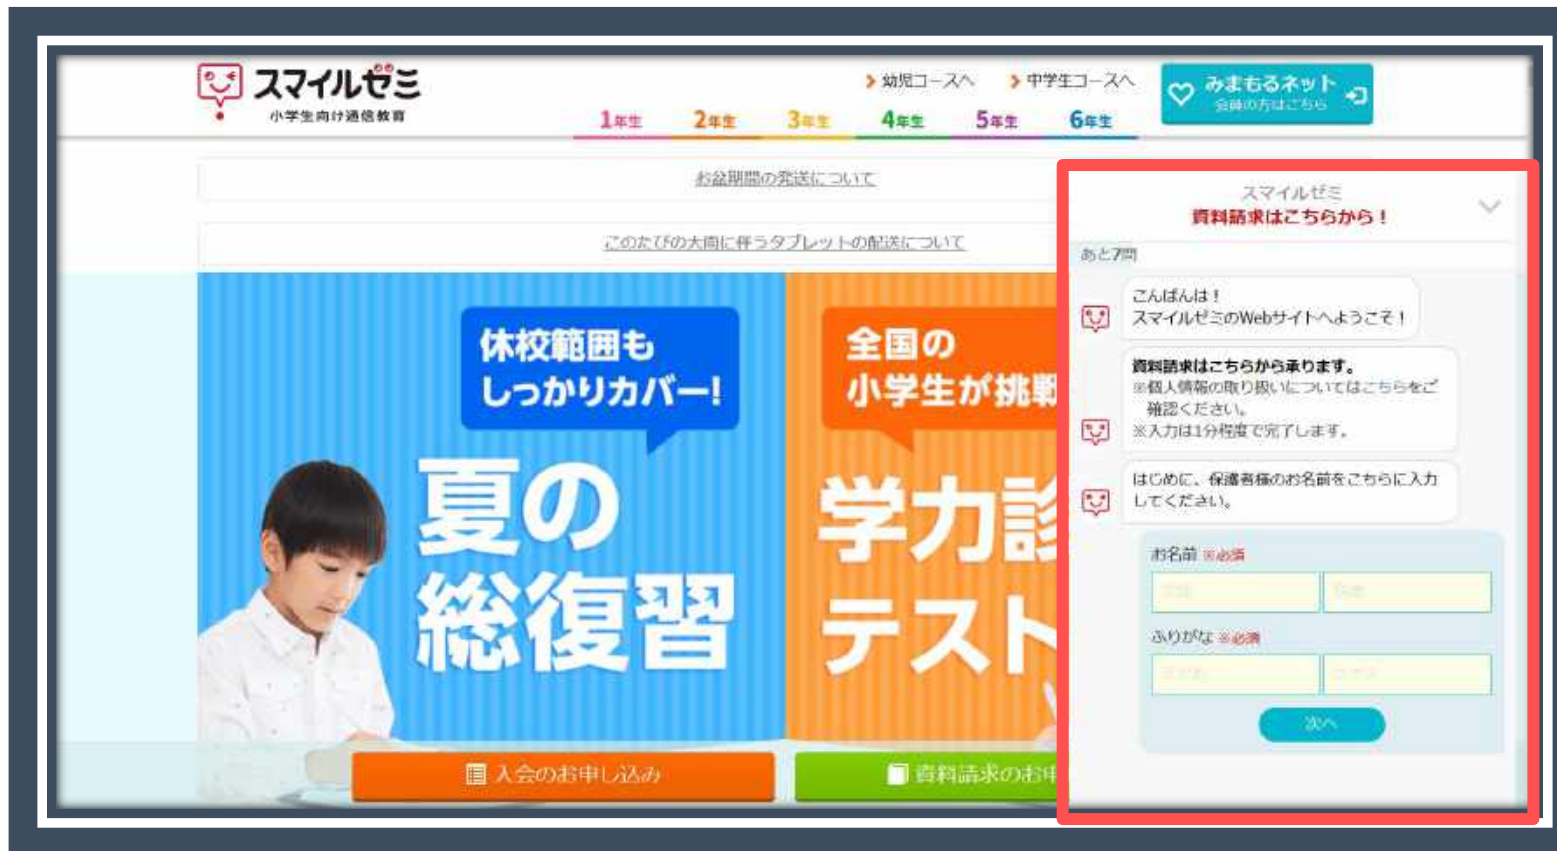 スマイルゼミ
小学生向け通信教育
幼児コースへ
中学生コースへ
みまもるネット
会員の方はこちら
1年生
2年生
3年生
4年生
5年生
6年生
お盆期間の発送について
このたびの大雨に伴うタブレットの配送について
休校範囲も
しっかりカバー!
夏の
総復習
全国の
小学生が挑戦
学力診
テスト
入会のお申し込み
資料請求のお申
スマイルゼミ
資料請求はこちらから!
あと7問
こんばんは!
スマイルゼミのWebサイトへようこそ!
資料請求はこちらから承ります。
※個人情報の取り扱いについてはこちらをご
確認ください。
※入力は1分程度で完了します。
はじめに、保護者様のお名前をこちらに入力
してください。
お名前 ※必須
ふりがな ※必須
次へ